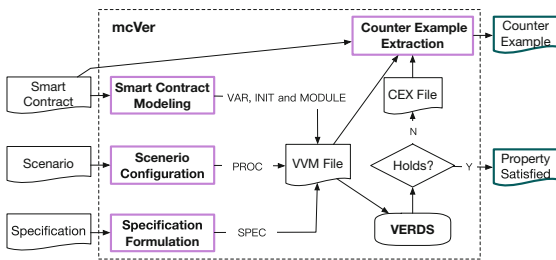 mcVer
Counter Example
Extraction
Counter
Example
Smart
Contract
Smart Contract
Modeling
VAR, INIT and MODULE
CEX File
N
Scenario
Scenerio
Configuration
PROC
VVM File
Holds?
Y
Property
Satisfied
Specification
Specification
Formulation
SPEC
VERDS